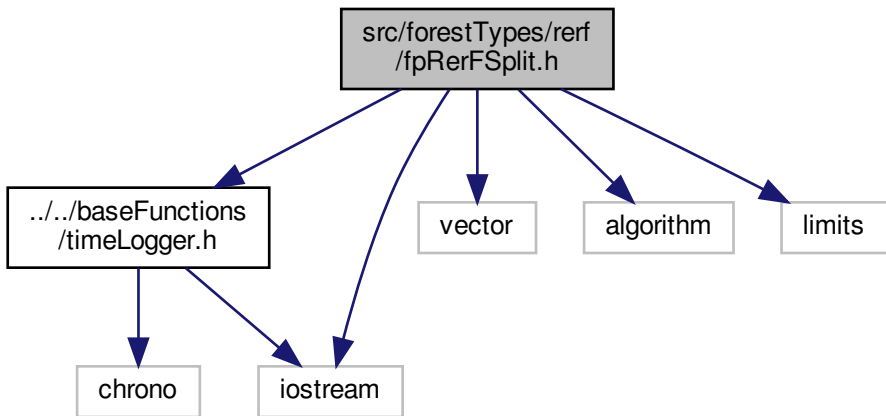 src/forestTypes/rerf
/fpRerFSplit.h
../../baseFunctions
/timeLogger.h
vector
algorithm
limits
chrono
iostream